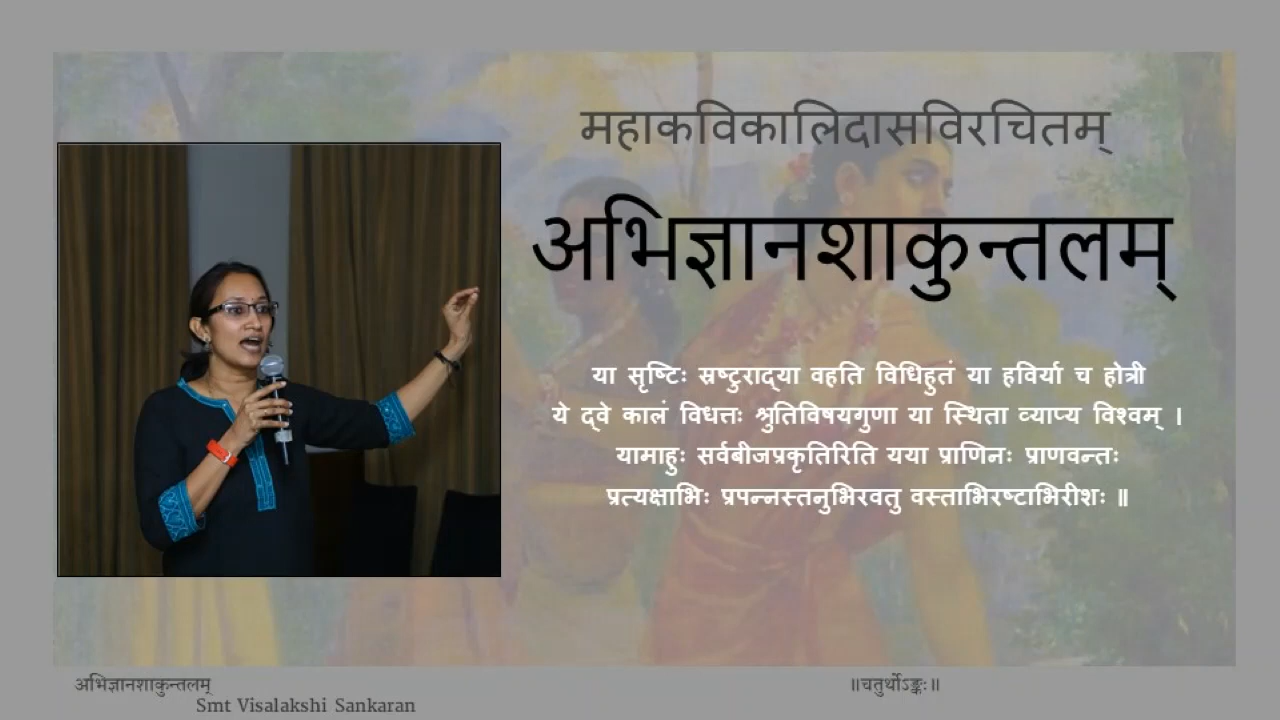 महाकविकालिदासविरचितम्
अभिज्ञानशाकुन्तलम्
या सृष्टिः स्रष्टुराद्या वहति विधिहुतं या हविर्या च होत्री
ये द्वे कालं विधत्तः श्रुतिविषयगुणा या स्थिता व्याप्य विश्वम् ।
यामाहुः सर्वबीजप्रकृतिरिति यया प्राणिनः प्राणवन्तः
प्रत्यक्षाभिः प्रपन्नस्तनुभिरवतु वस्ताभिरष्टाभिरीशः ॥
अभिज्ञानशाकुन्तलम्
॥चतुर्थोऽङ्कः॥
Smt Visalakshi Sankaran